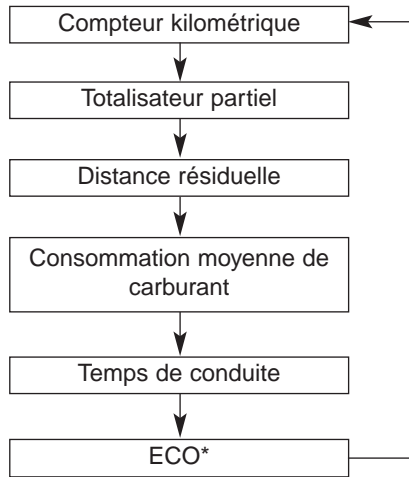 Compteur kilométrique
Totalisateur partiel
Distance résiduelle
Consommation moyenne de
carburant
Temps de conduite
ECO*